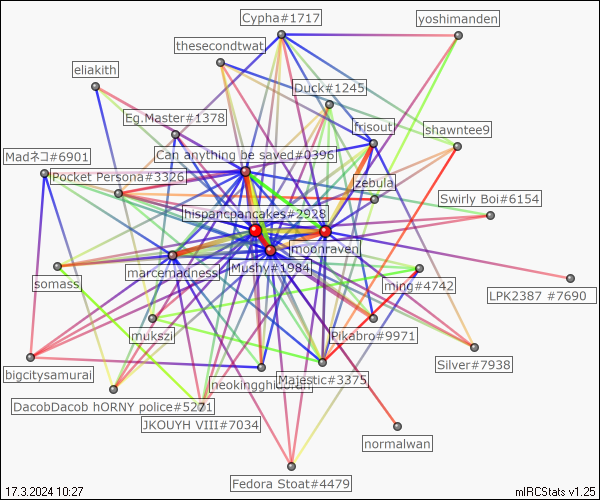 Cypha#1717
yoshimanden
thesecondtwat
eliakith
Duck#1245
Eg.Master#1378
frisout
shawntee9
Madネコ#6901
Can anything be saved#0396
Pocket Persona#3326
zebula
Swirly Boi#6154
hispancpancakes#2928
moonraven
marcemadness
Mushy#1984
somass
ming#4742
LPK2387 #7690
mukszi
Pikabro#9971
Silver#7938
bigcitysamurai
neokingghidorah
Majestic#3375
DacobDacob hORNY police#5271
JKOUYH VIII#7034
normalwan
Fedora Stoat#4479
17.3.2024 10:27
mIRCStats v1.25